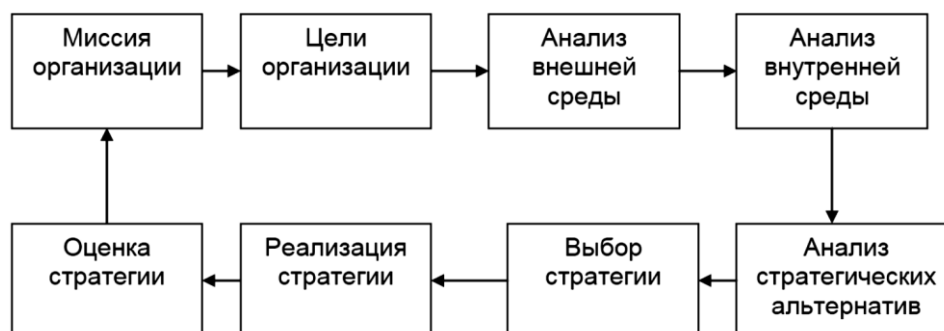 Миссия
организации
Цели
организации
Анализ
внешней
среды
Анализ
внутренней
среды
Оценка
стратегии
Реализация
стратегии
Выбор
стратегии
Анализ
стратегических
альтернатив